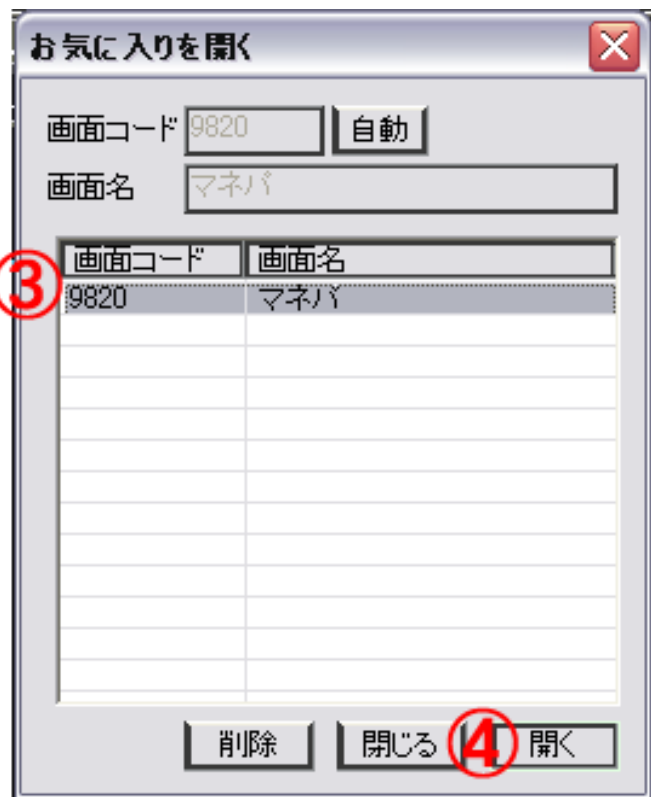 お気に入りを開く
画面コード 9820 自動
画面名 マネパ
画面コード 画面名
③ 9820 マネパ
削除 閉じる ④ 開く